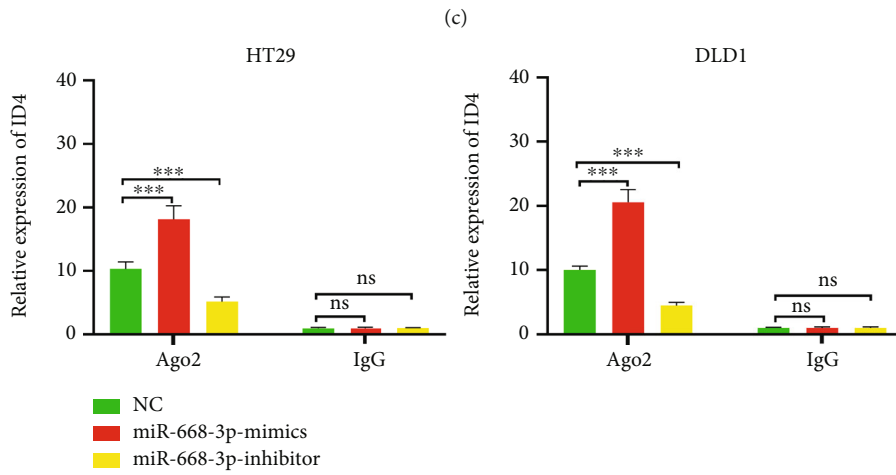 (c)
HT29
Relative expression of ID4
40
30
20
10
0
***
***
ns
ns
Ago2
IgG
DLD1
Relative expression of ID4
40
30
20
10
0
***
***
ns
ns
Ago2
IgG
NC
miR-668-3p-mimics
miR-668-3p-inhibitor